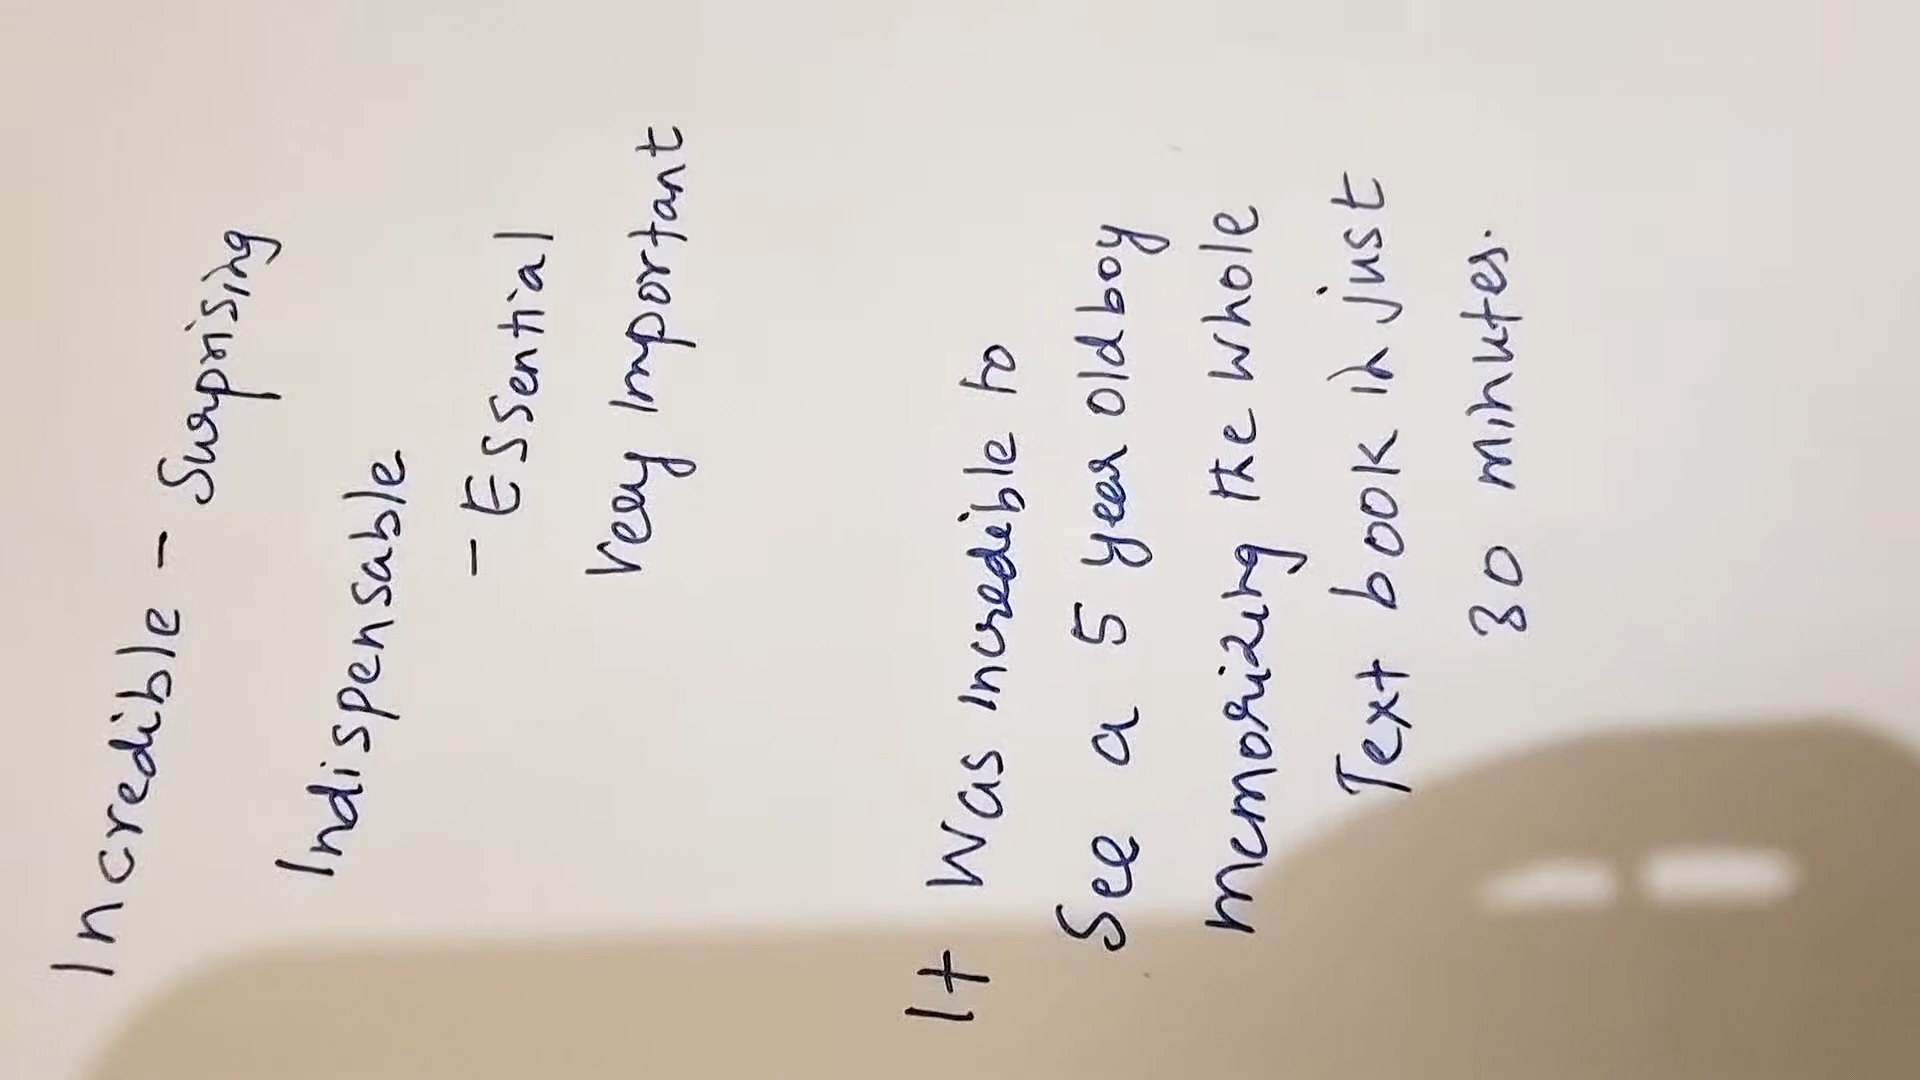 Incredible - Surprising
Indispensable
- Essential
Very Important
It was incredible to
See a 5 year old boy
memorizing the whole
Text book in just
30 minutes.